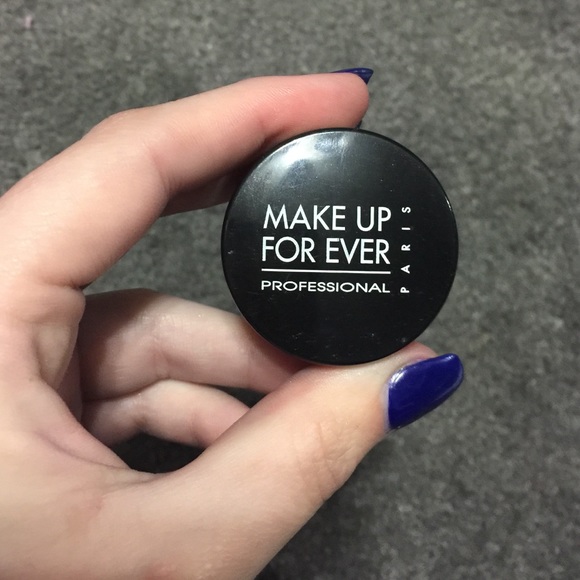 MAKE UP
FOR EVER
PROFESSIONAL
PARIS